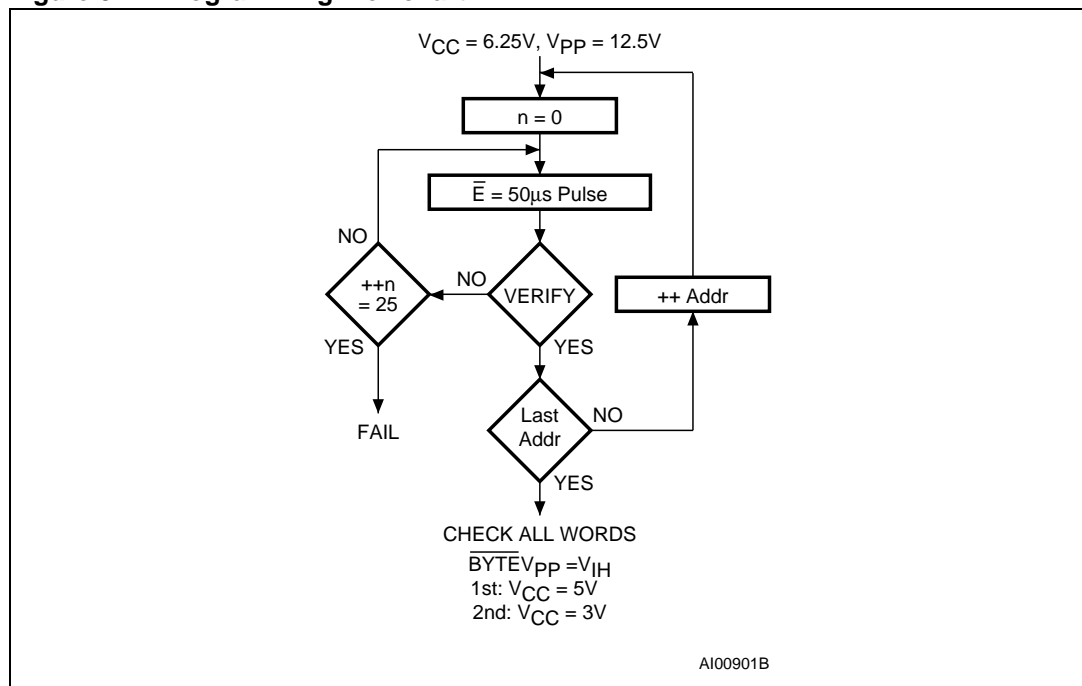 VCC = 6.25V, VPP = 12.5V
n = 0
E̅ = 50μs Pulse
NO
++n
= 25
NO
VERIFY
++ Addr
YES
YES
FAIL
Last
Addr
NO
YES
CHECK ALL WORDS
B̅Y̅T̅E̅VPP =VIH
1st: VCC = 5V
2nd: VCC = 3V
AI00901B